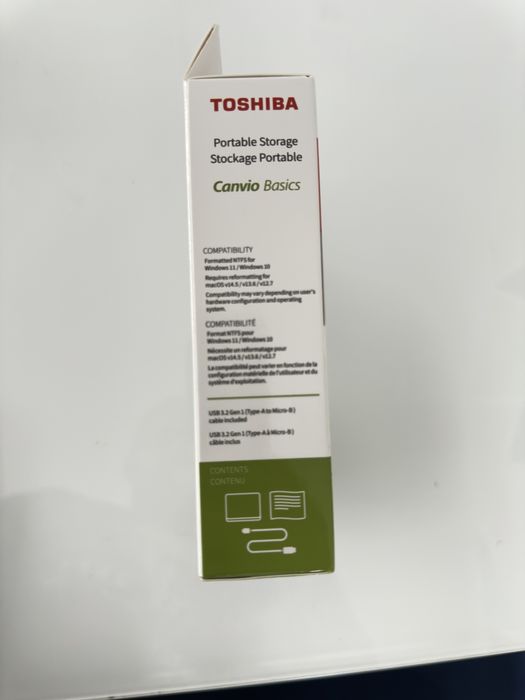 TOSHIBA
Portable Storage
Stockage Portable
Canvio Basics
COMPATIBILITY
Formatted NTFS for
Windows 11 / Windows 10
Requires reformatting for
macOS v14.5 / v13.6 / v12.7
Compatibility may vary depending on user's
hardware configuration and operating
system.
COMPATIBILITÉ
Format NTFS pour
Windows 11 / Windows 10
Nécessite un reformatage pour
macOS v14.5 / v13.6 / v12.7
La compatibilité peut varier en fonction de la
configuration matérielle de l'utilisateur et du
système d'exploitation.
USB 3.2 Gen 1 (Type-A to Micro-B)
cable included
USB 3.2 Gen 1 (Type-A à Micro-B)
câble inclus
CONTENTS
CONTENU